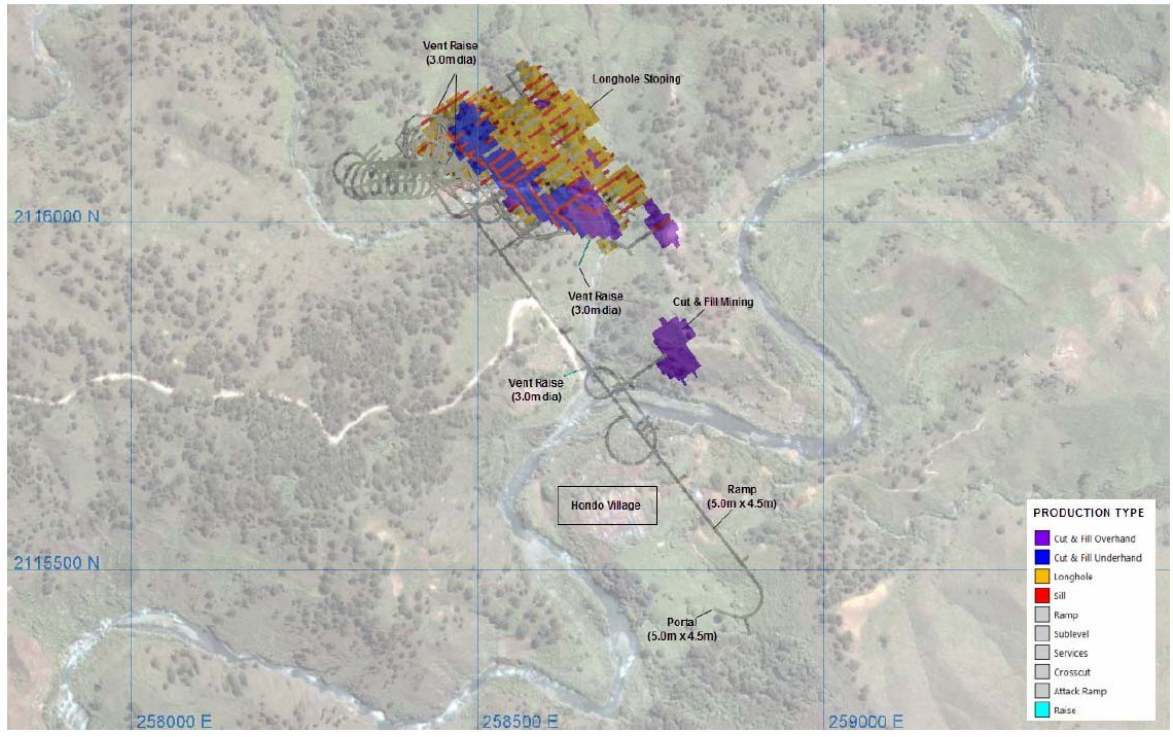 Vent Raise
(3.0m dia)
Longhole Stoping
2116000 N
Vent Raise
(3.0m dia)
Cut & Fill Mining
Vent Raise
(3.0m dia)
Hondo Village
Ramp
(5.0m x 4.5m)
2115500 N
Portal
(5.0m x 4.5m)
258000 E
258500 E
259000 E
PRODUCTION TYPE
Cut & Fill Overhand
Cut & Fill Underhand
Longhole
Sill
Ramp
Sublevel
Services
Crosscut
Attack Ramp
Raise